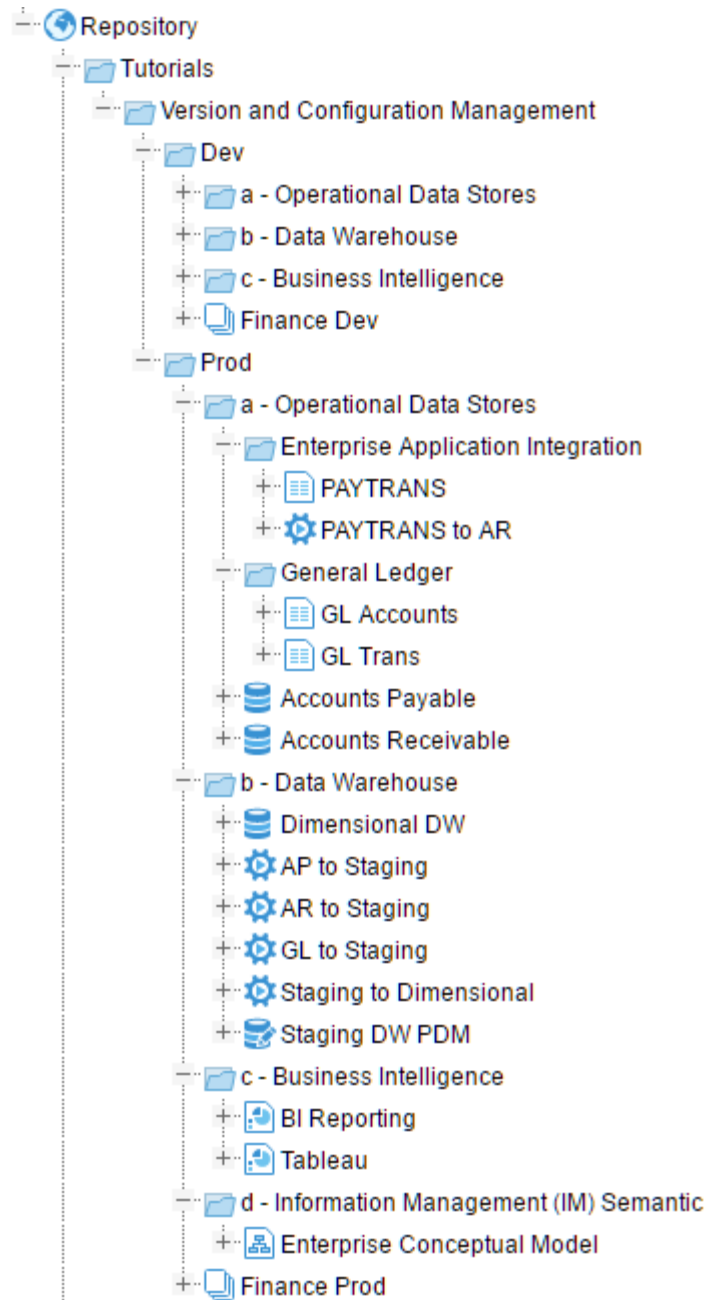 Repository
Tutorials
Version and Configuration Management
Dev
a - Operational Data Stores
b - Data Warehouse
c - Business Intelligence
Finance Dev
Prod
a - Operational Data Stores
Enterprise Application Integration
PAYTRANS
PAYTRANS to AR
General Ledger
GL Accounts
GL Trans
Accounts Payable
Accounts Receivable
b - Data Warehouse
Dimensional DW
AP to Staging
AR to Staging
GL to Staging
Staging to Dimensional
Staging DW PDM
c - Business Intelligence
BI Reporting
Tableau
d - Information Management (IM) Semantic
Enterprise Conceptual Model
Finance Prod